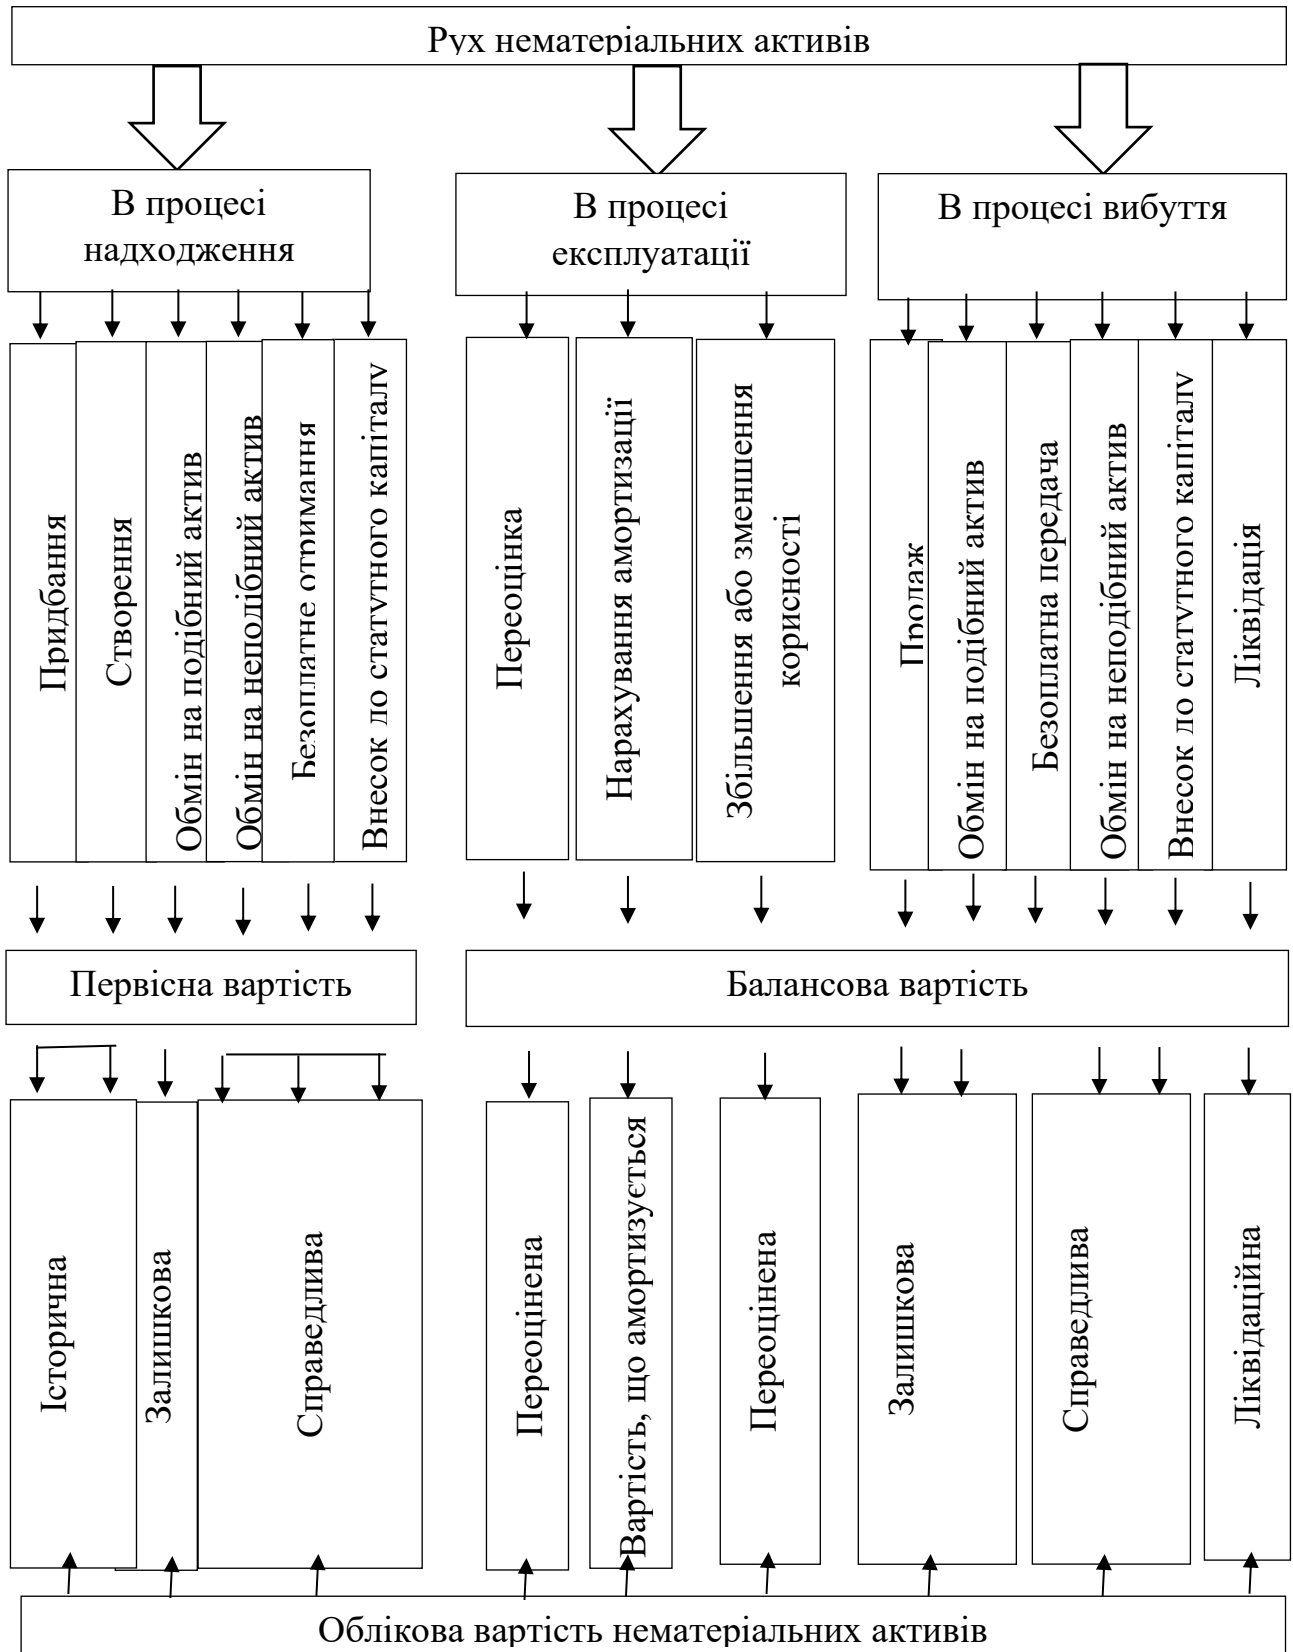 Рух нематеріальних активів
В процесі
надходження
В процесі
експлуатації
В процесі вибуття
Придбання
Створення
Обмін на подібний актив
Обмін на неподібний актив
Безоплатне отримання
Внесок до статутного капіталу
Переоцінка
Нарахування амортизації
Збільшення або зменшення
корисності
Продаж
Обмін на подібний актив
Безоплатна передача
Обмін на неподібний актив
Внесок до статутного капіталу
Ліквідація
Первісна вартість
Балансова вартість
Історична
Залишкова
Справедлива
Переоцінена
Вартість, що амортизується
Переоцінена
Залишкова
Справедлива
Ліквідаційна
Облікова вартість нематеріальних активів